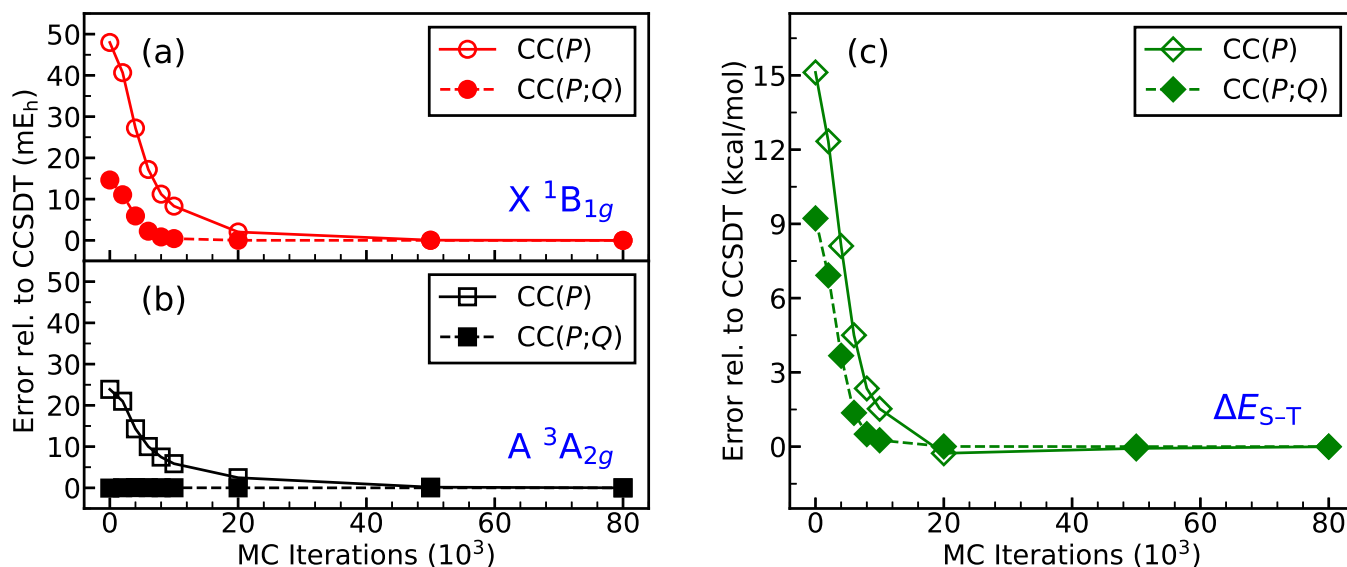 Error rel. to CCSDT (mEₕ)
50
40
30
20
10
0
(a)
CC(P)
CC(P;Q)
X ¹B₁g
50
40
30
20
10
0
(b)
CC(P)
CC(P;Q)
A ³A₂g
0 20 40 60 80
MC Iterations (10³)
Error rel. to CCSDT (kcal/mol)
15
12
9
6
3
0
(c)
CC(P)
CC(P;Q)
ΔE_S–T
0 20 40 60 80
MC Iterations (10³)